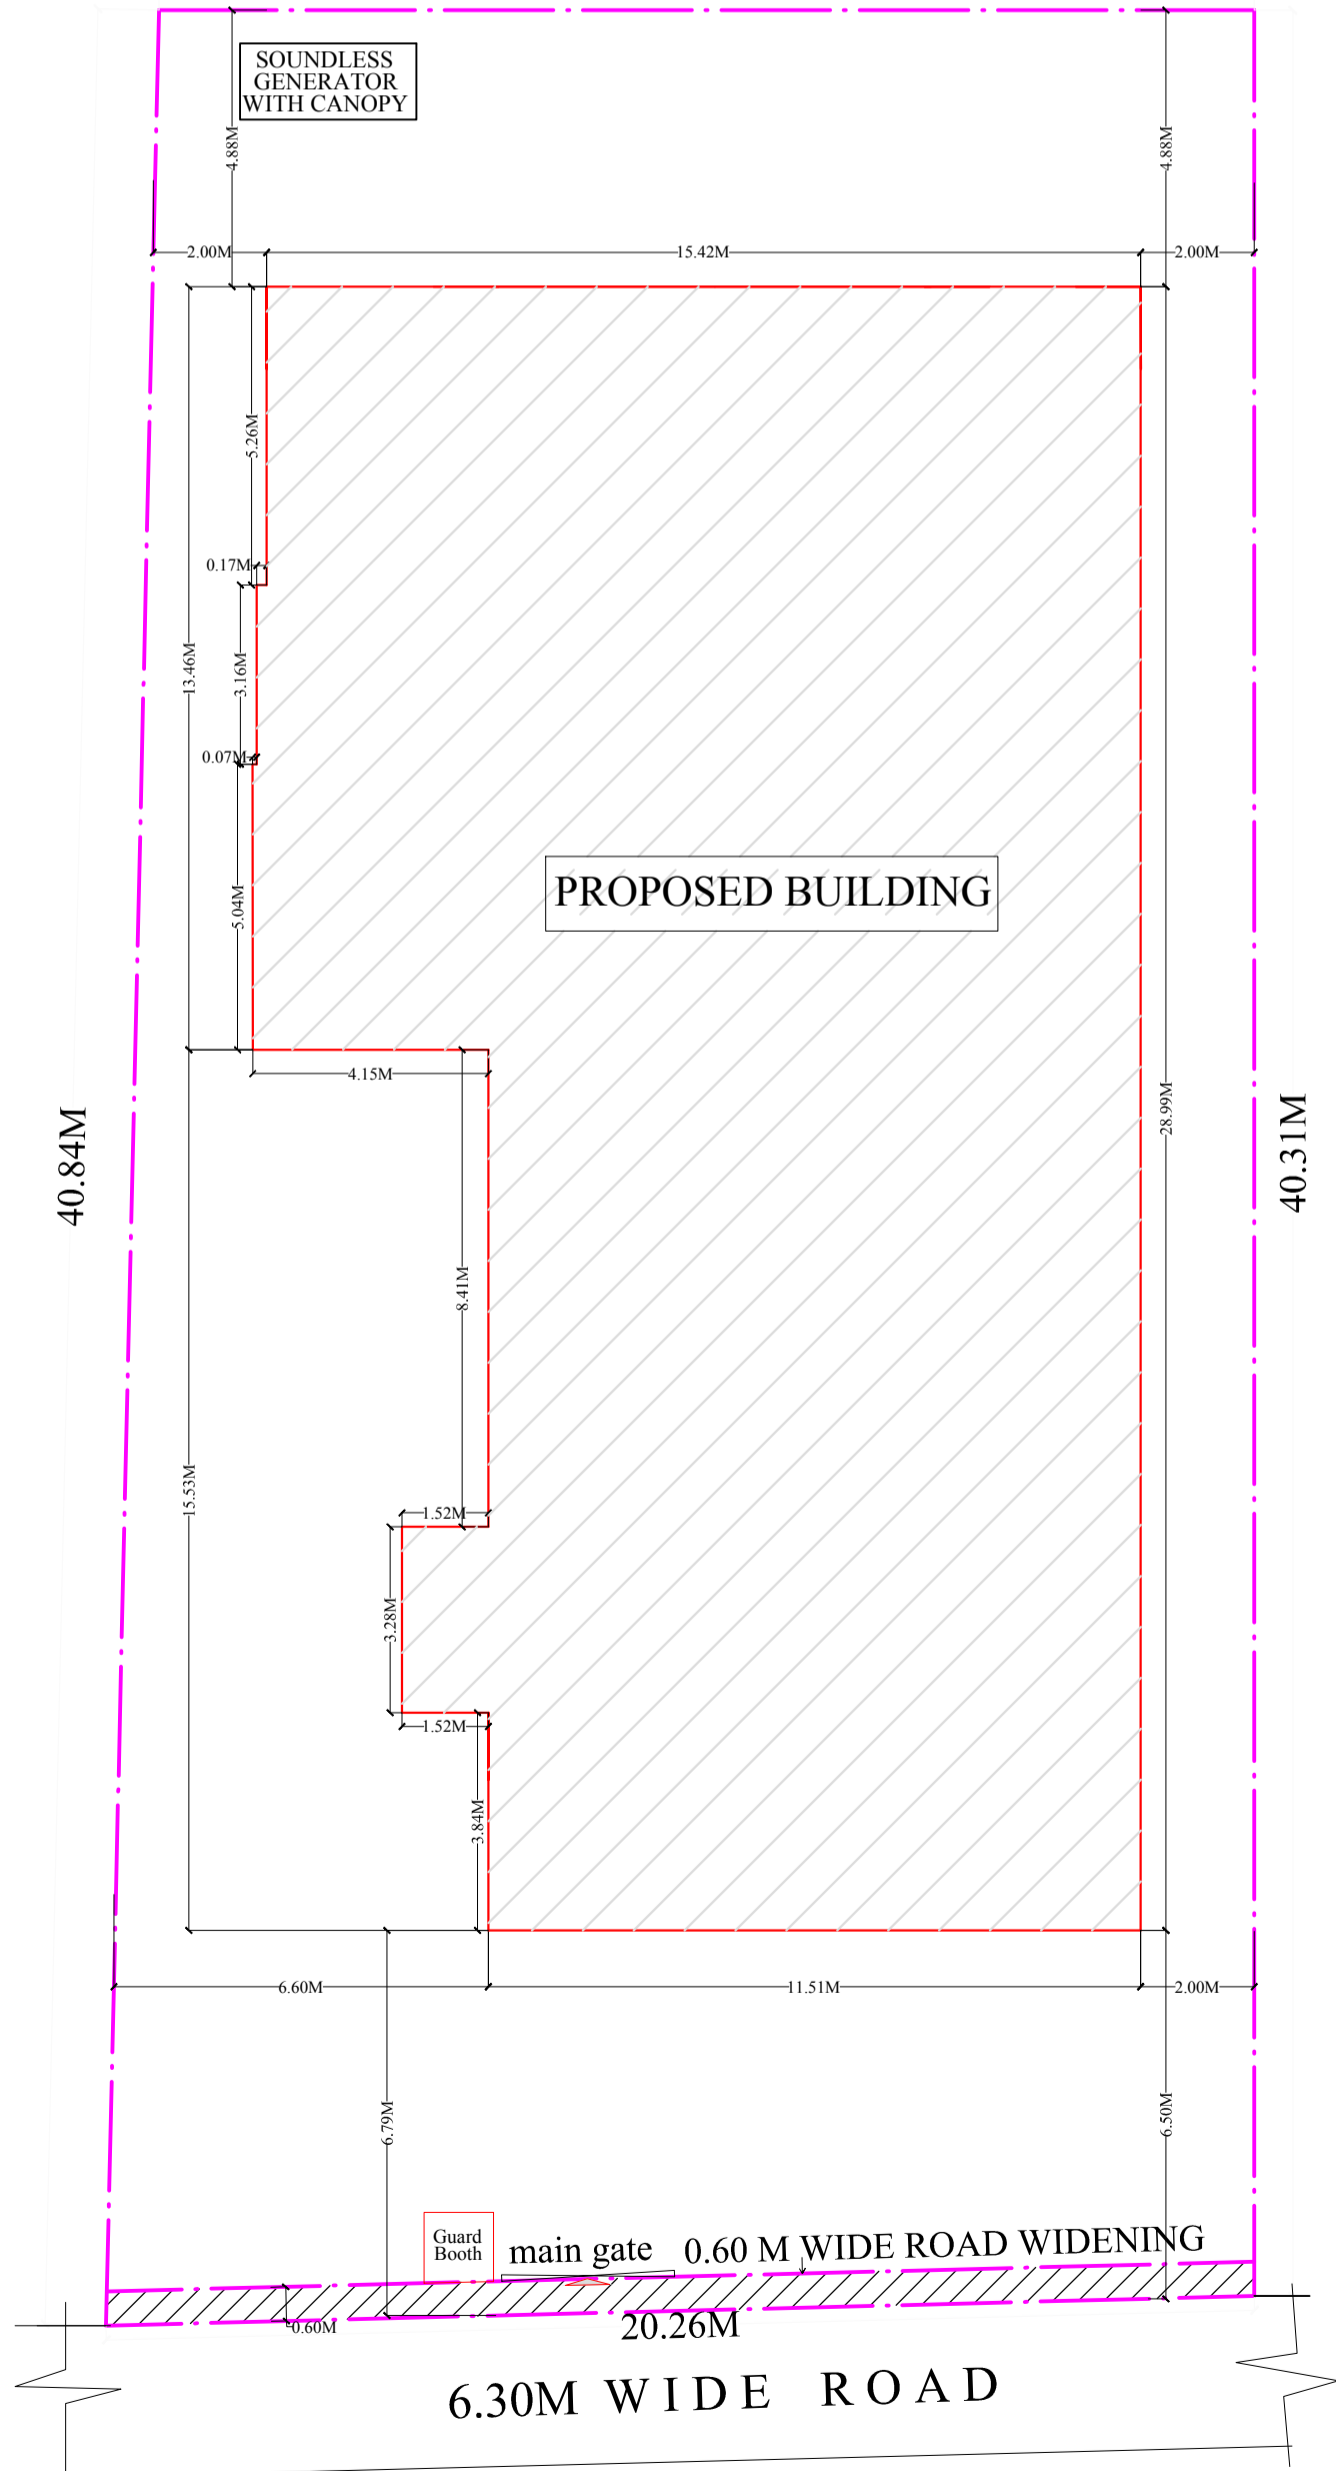 SOUNDLESS
GENERATOR
WITH CANOPY
4.88M
4.88M
2.00M
15.42M
2.00M
5.26M
0.17M
13.46M
3.16M
0.07M
5.04M
PROPOSED BUILDING
4.15M
28.99M
40.84M
40.31M
8.41M
15.53M
1.52M
3.28M
1.52M
3.84M
6.60M
11.51M
2.00M
6.79M
6.50M
Guard
Booth
main gate
0.60 M WIDE ROAD WIDENING
0.60M
20.26M
6.30M WIDE ROAD